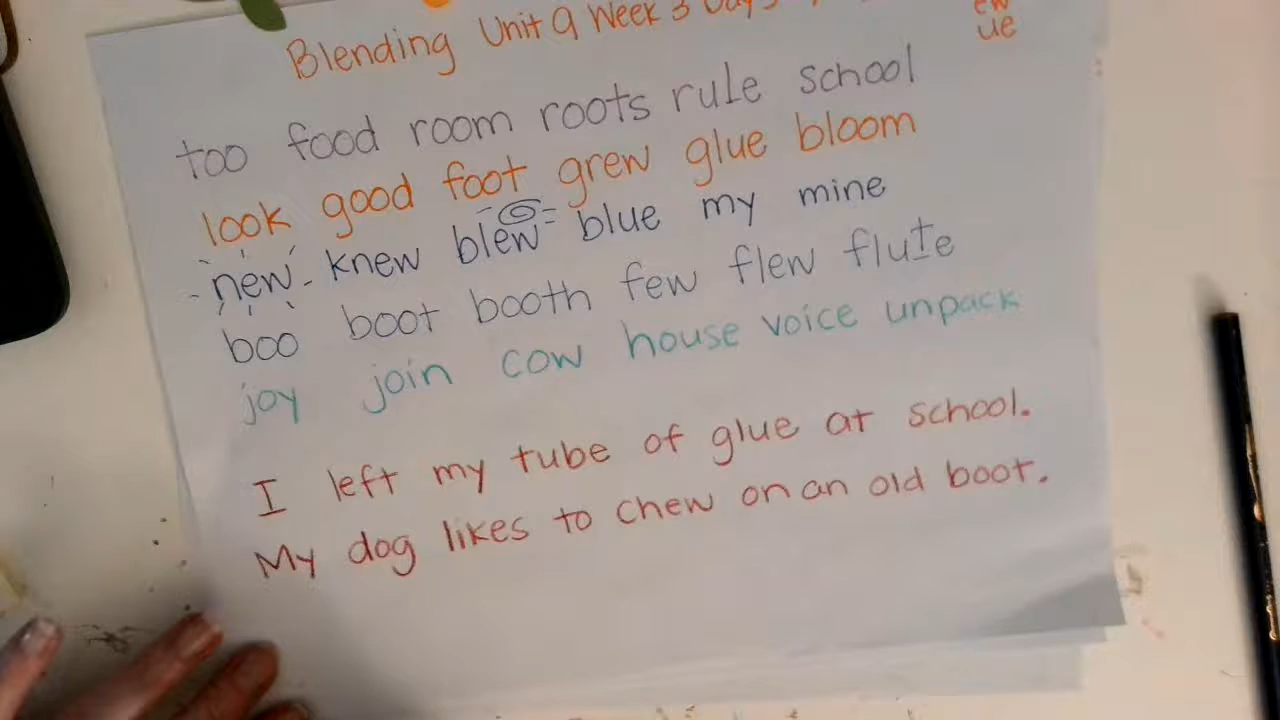 Blending Unit 9 Week 3 Day
ew
ue
too food room roots rule school
look good foot grew glue bloom
new knew blew blue my mine
boo boot booth few flew flute
joy join cow house voice unpack
I left my tube of glue at school.
My dog likes to chew on an old boot.